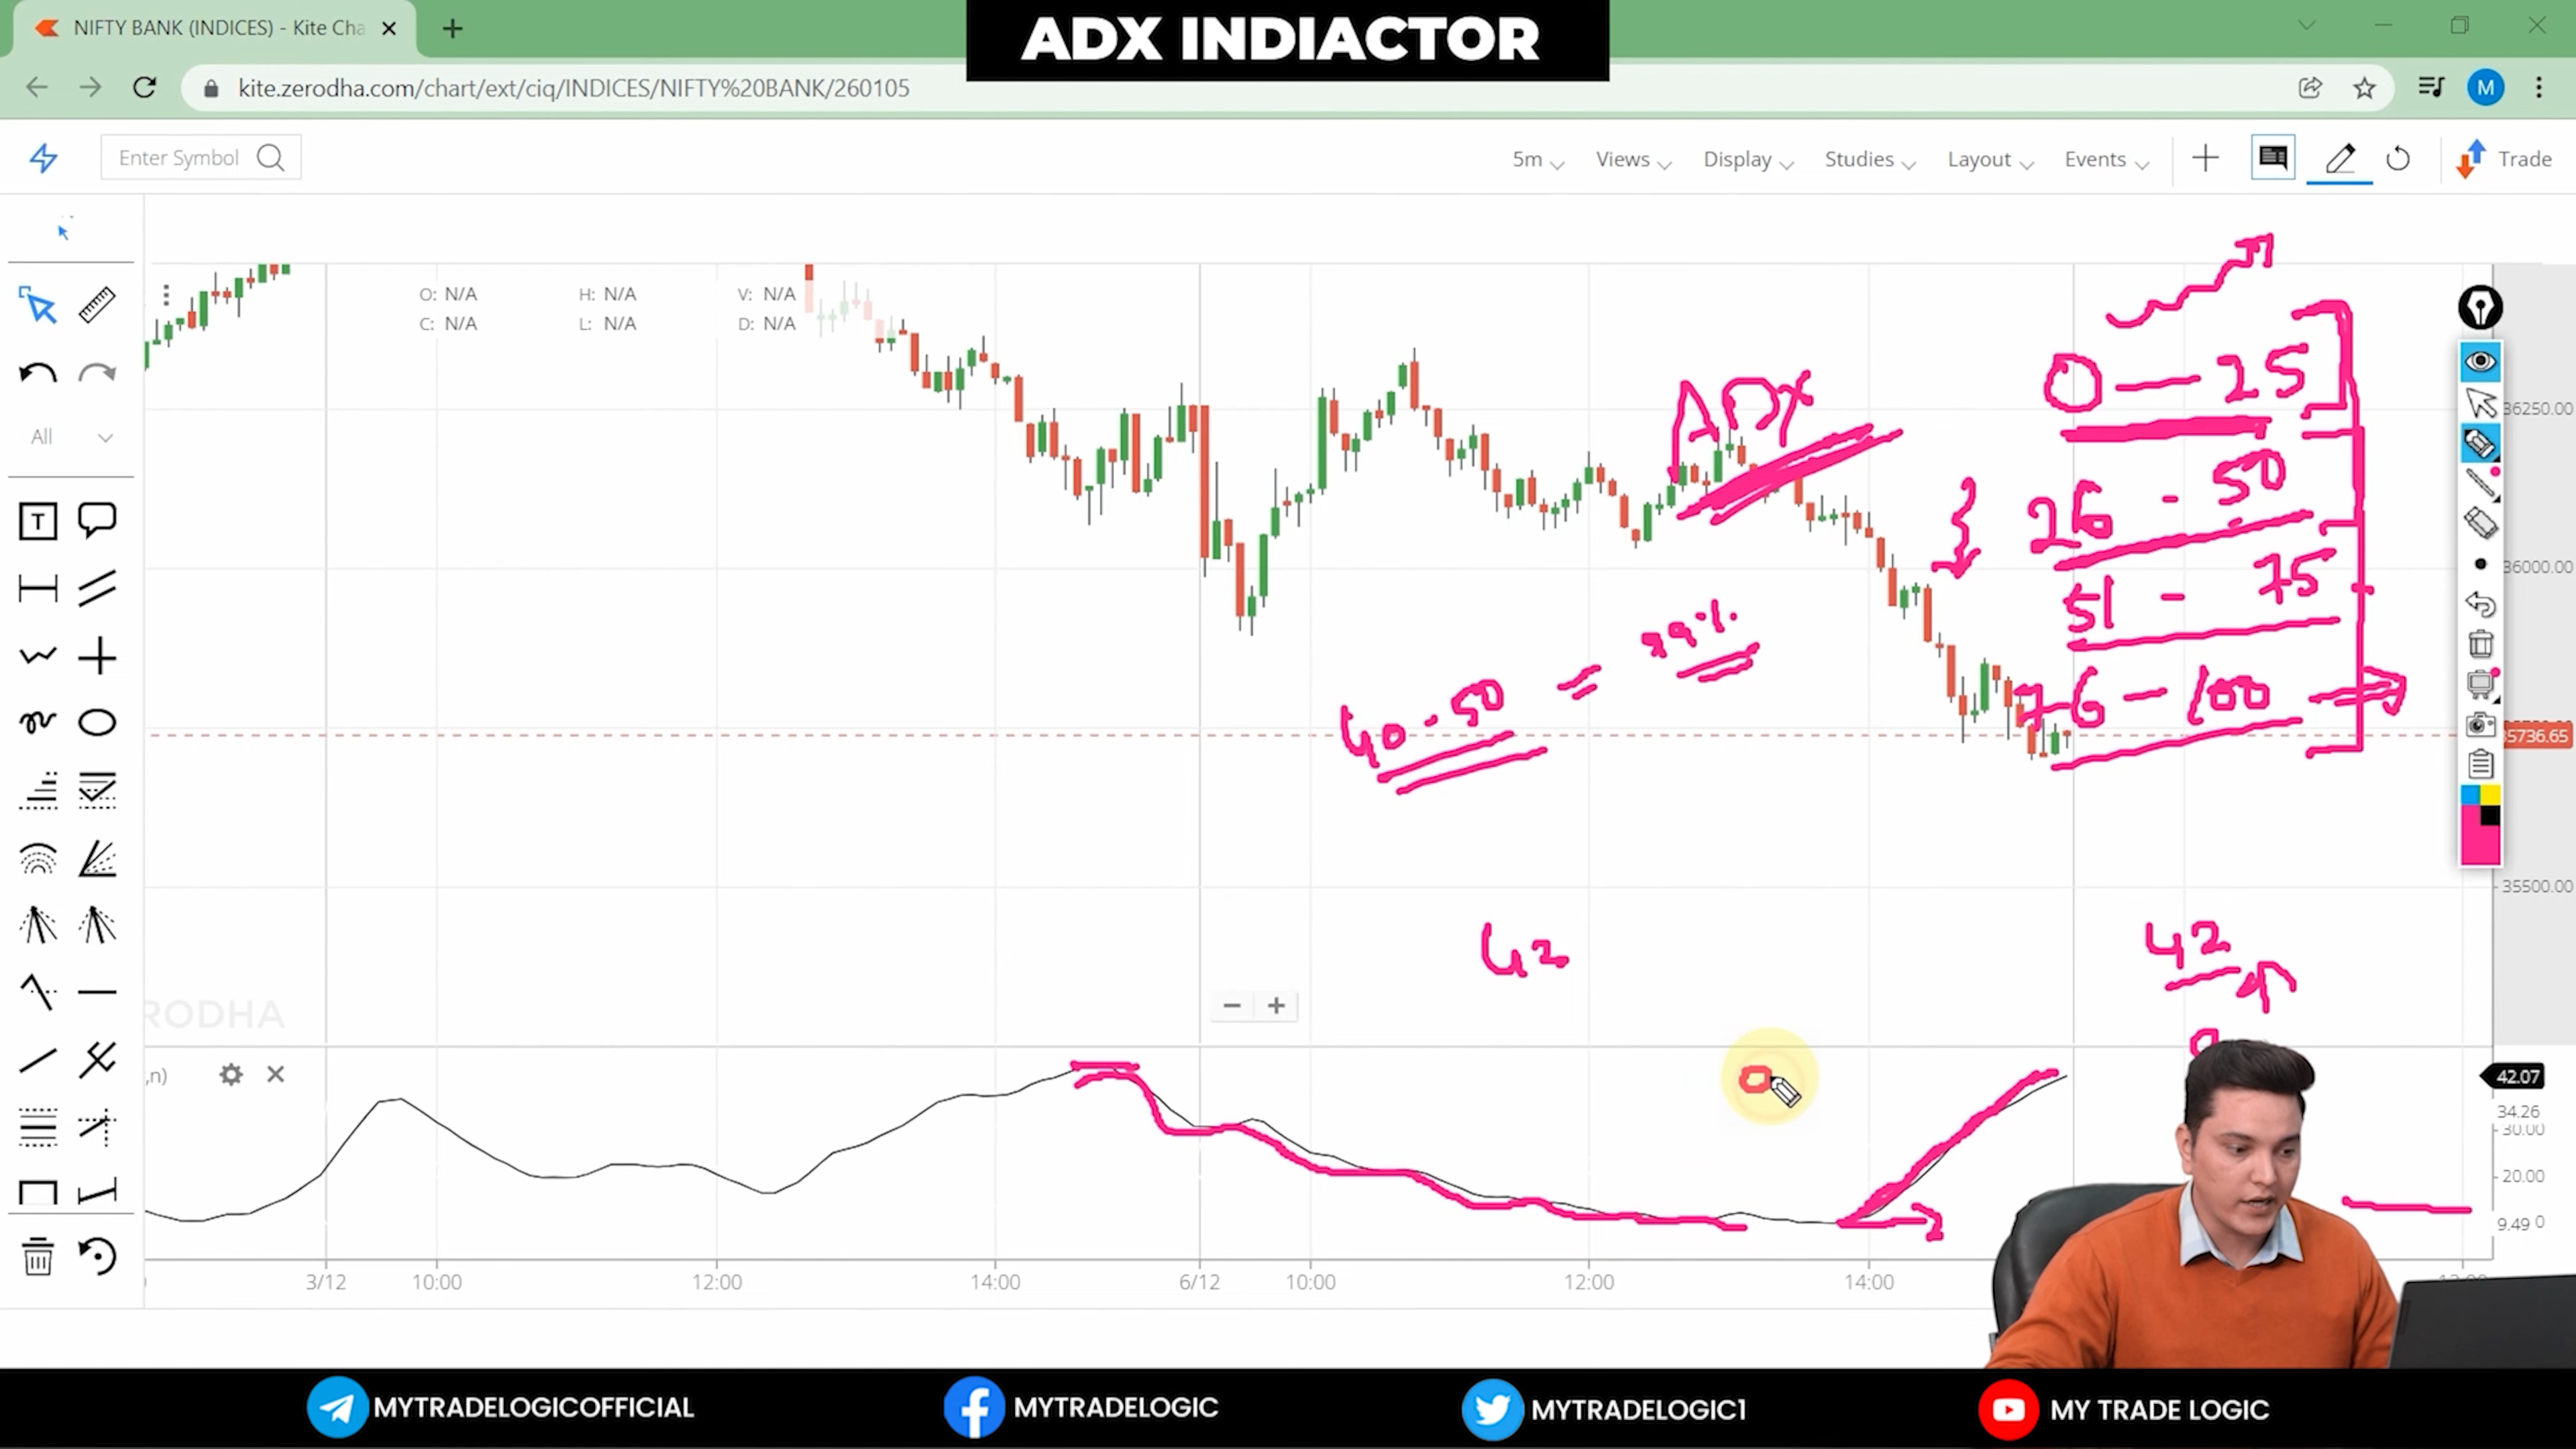 NIFTY BANK (INDICES) - Kite Cha
ADX INDIACTOR
kite.zerodha.com/chart/ext/ciq/INDICES/NIFTY%20BANK/260105
M
Enter Symbol
5m
Views
Display
Studies
Layout
Events
Trade
O: N/A
H: N/A
V: N/A
C: N/A
L: N/A
D: N/A
All
T
ADX
0 — 25
36250.00
26 - 50
36000.00
51 - 75
99%
40 - 50 =
76 — 100
5736.65
35500.00
42
42
RODHA
,n)
42.07
34.26
30.00
20.00
9.49
3/12
10:00
12:00
14:00
6/12
10:00
12:00
14:00
MYTRADELOGICOFFICIAL
MYTRADELOGIC
MYTRADELOGIC1
MY TRADE LOGIC